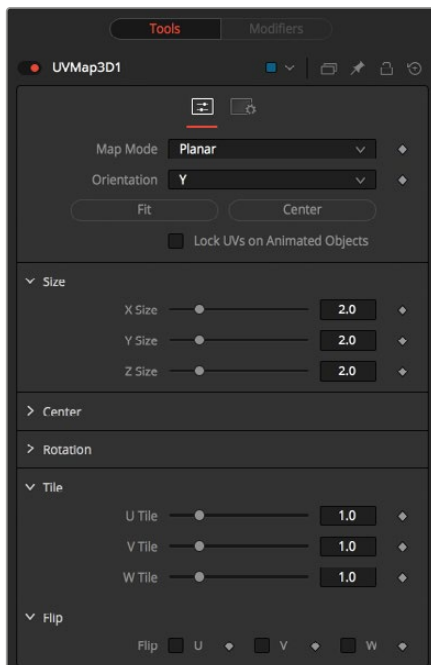 Tools Modifiers
UVMap3D1
Map Mode Planar
Orientation Y
Fit Center
Lock UVs on Animated Objects
Size
X Size 2.0
Y Size 2.0
Z Size 2.0
Center
Rotation
Tile
U Tile 1.0
V Tile 1.0
W Tile 1.0
Flip
Flip U V W